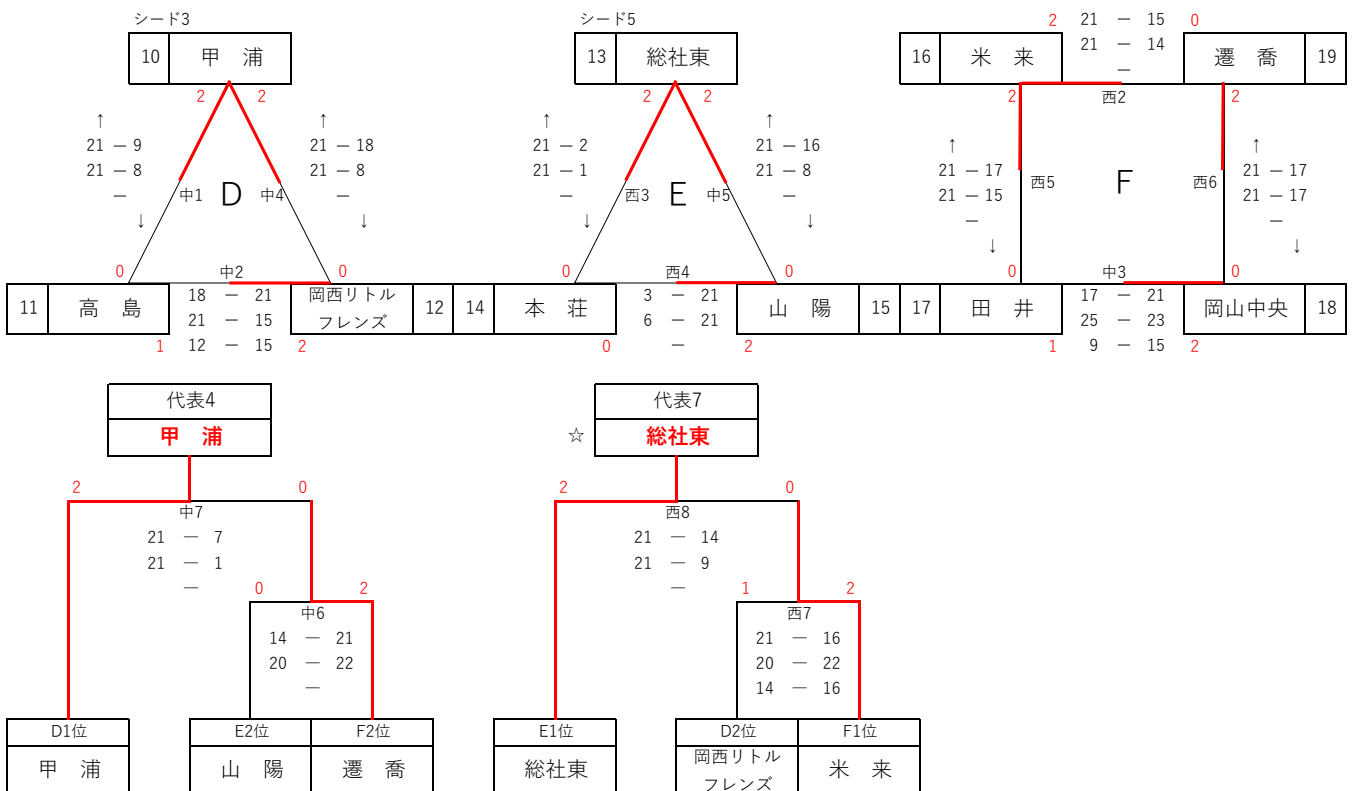 シード3 シード5 2 21 ー 15 0
10 甲 浦 13 総社東 16 米 来 21 ー 14 遷 喬 19
ー
2 2 2 2 2 西2 2
↑ ↑ ↑ ↑ ↑ ↑
21 ー 9 21 ー 18 21 ー 2 21 ー 16
21 ー 8 21 ー 8 21 ー 1 21 ー 8 21 ー 17 21 ー 17
ー 中1 D 中4 ー ー 西3 E 中5 ー 21 ー 15 西5 F 西6 21 ー 17
ー ー
↓ ↓ ↓ ↓ ↓ ↓
0 中2 0 0 西4 0 0 中3 0
11 高 島 18 ー 21 岡西リトル 12 14 本 荘 3 ー 21 山 陽 15 17 田 井 17 ー 21 岡山中央 18
21 ー 15 フレンズ 6 ー 21 25 ー 23
1 12 ー 15 2 0 ー 2 1 9 ー 15 2
代表4 代表7
甲 浦 ☆ 総社東
2 0 2 0
中7 西8
21 ー 7 21 ー 14
21 ー 1 21 ー 9
ー 0 2 ー 1 2
中6 西7
14 ー 21 21 ー 16
20 ー 22 20 ー 22
ー 14 ー 16
D1位 E2位 F2位 E1位 D2位 F1位
甲 浦 山 陽 遷 喬 総社東 岡西リトル 米 来
フレンズ